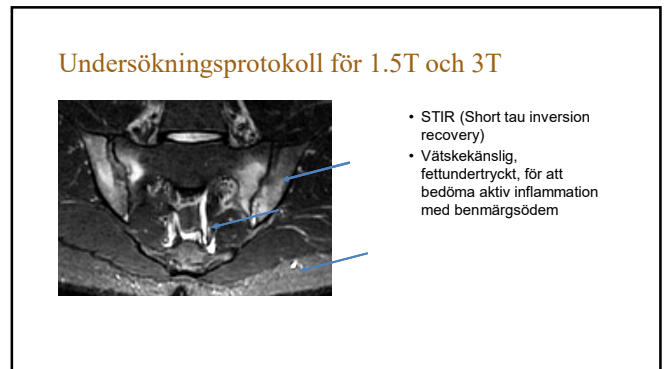 Undersökningsprotokoll för 1.5T och 3T
• STIR (Short tau inversion
recovery)
• Vätskekänslig,
fettundertryckt, för att
bedöma aktiv inflammation
med benmärgsödem